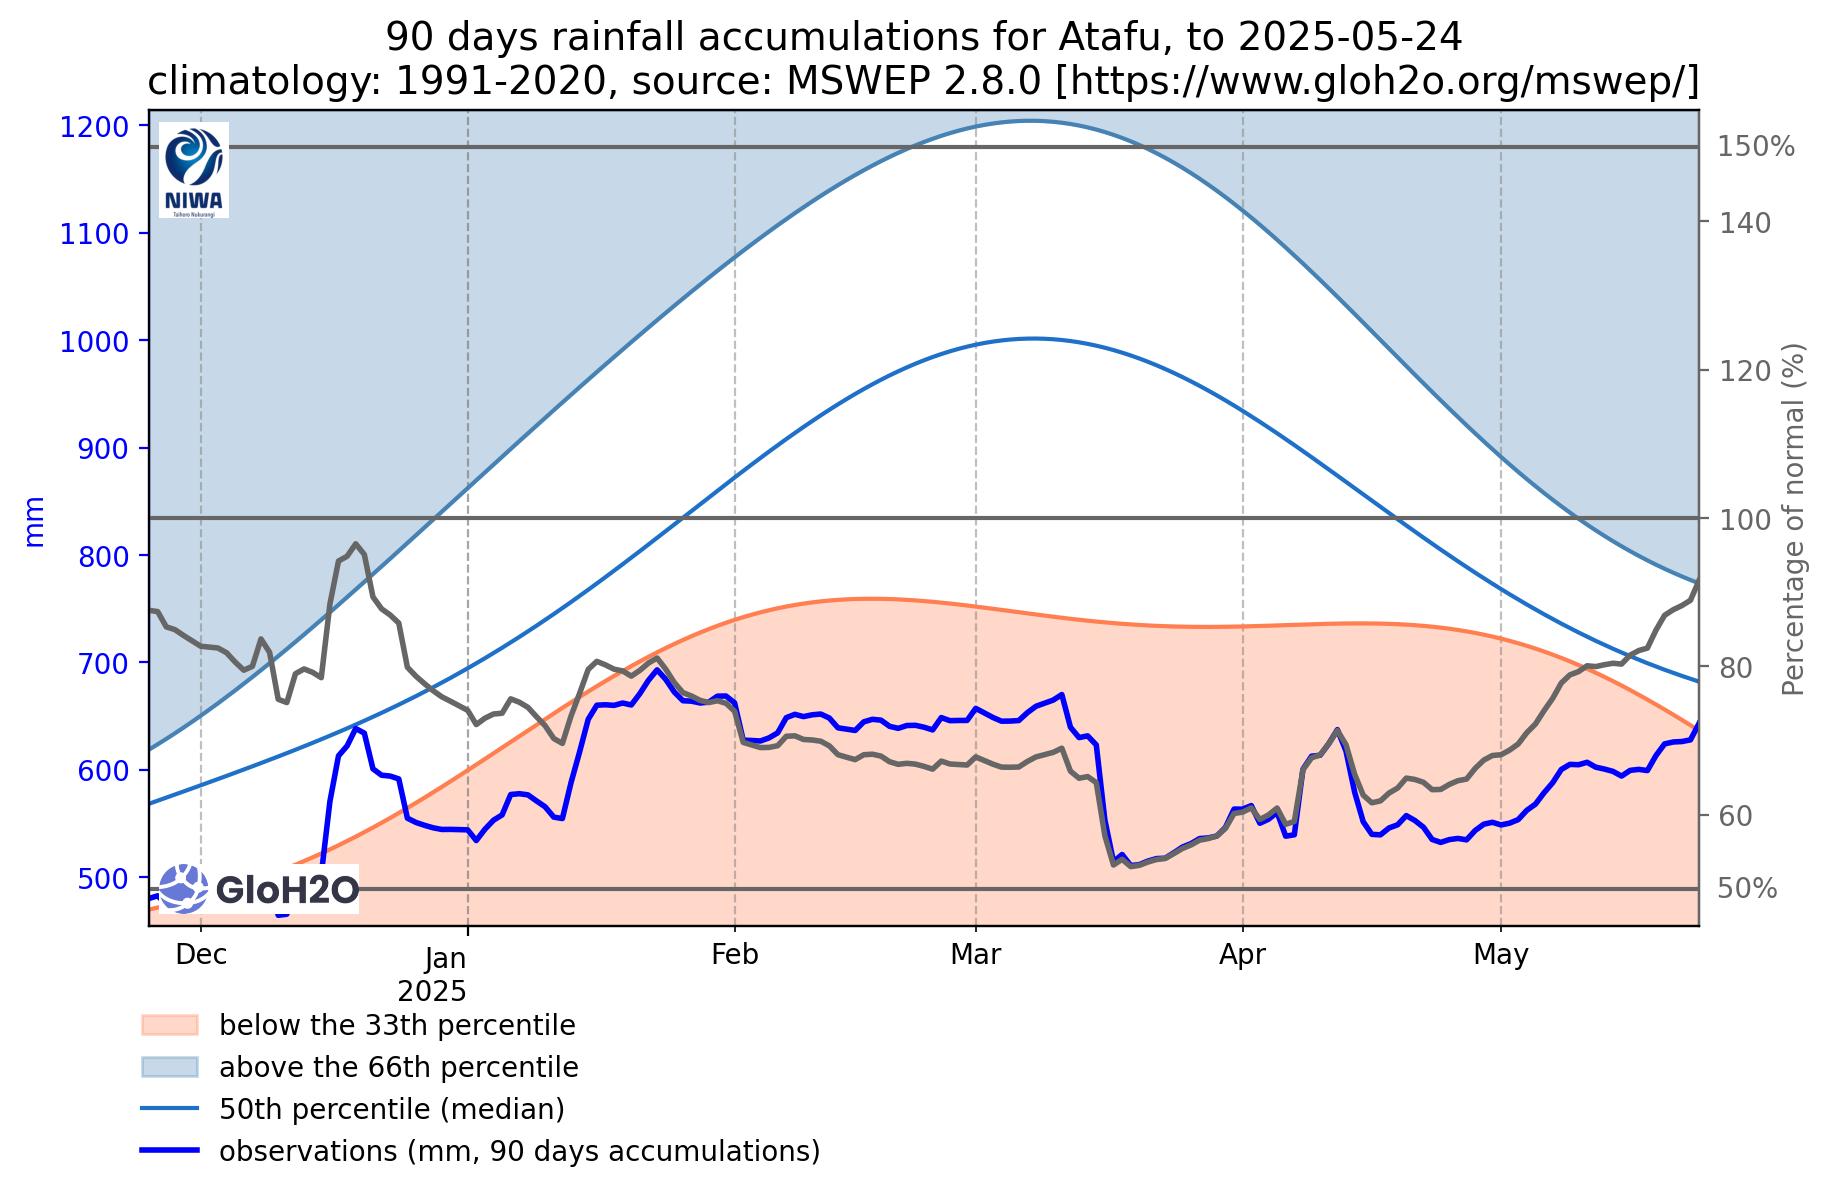 90 days rainfall accumulations for Atafu, to 2025-05-24
climatology: 1991-2020, source: MSWEP 2.8.0 [https://www.gloh2o.org/mswep/]
1200
1100
1000
900
800
700
600
500
mm
150%
140
120
100
80
60
50%
Percentage of normal (%)
NIWA
Taihoro Nukurangi
GloH2O
Dec
Jan
2025
Feb
Mar
Apr
May
below the 33th percentile
above the 66th percentile
50th percentile (median)
observations (mm, 90 days accumulations)